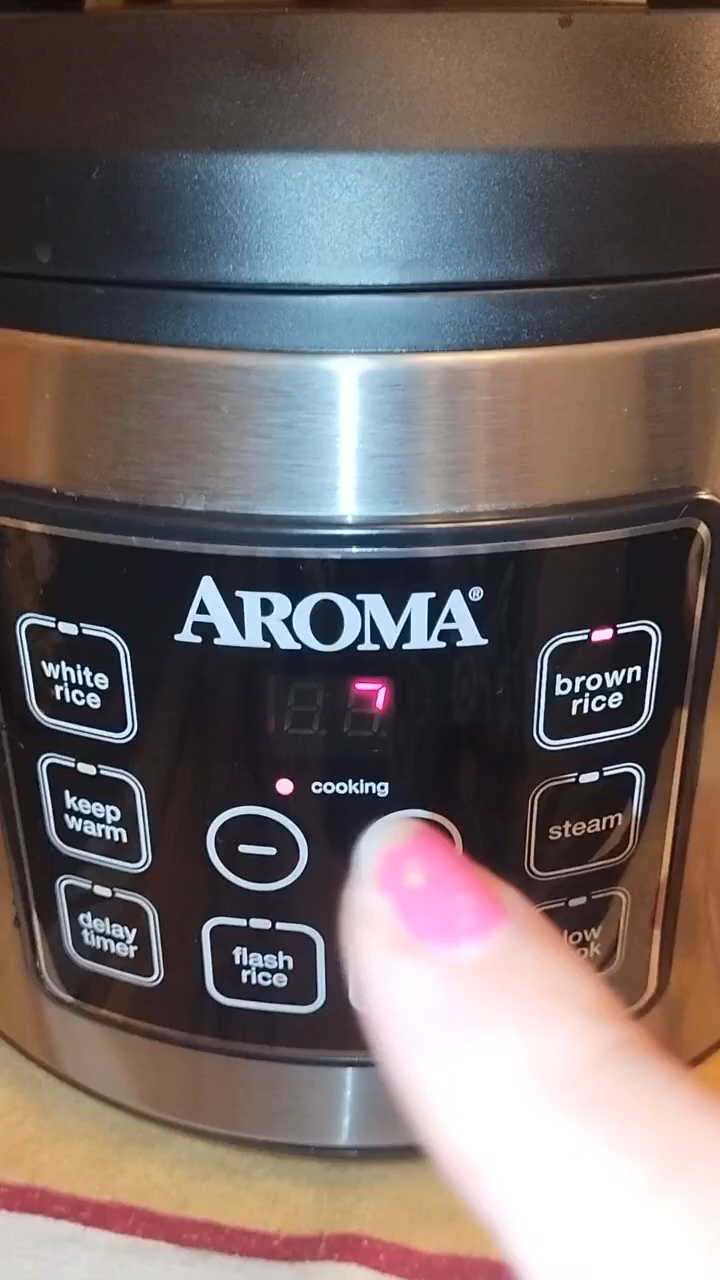 AROMA®
white
rice
7
brown
rice
cooking
keep
warm
−
steam
delay
timer
flash
rice